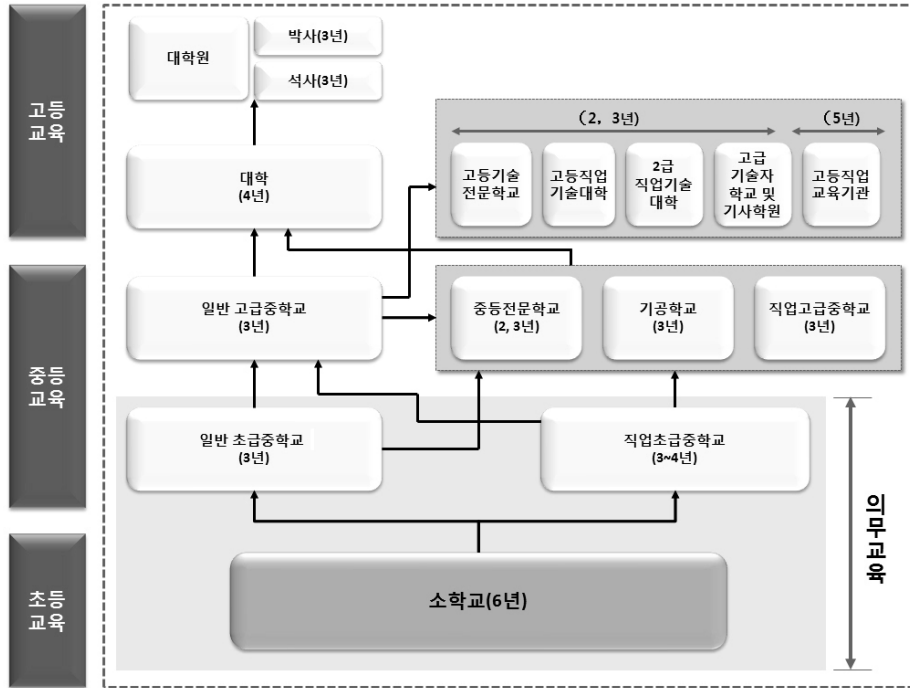 고등
교육
중등
교육
초등
교육
대학원
박사(3년)
석사(3년)
대학
(4년)
(2, 3년)
(5년)
고등기술
전문학교
고등직업
기술대학
2급
직업기술
대학
고급
기술자
학교 및
기사학원
고등직업
교육기관
일반 고급중학교
(3년)
중등전문학교
(2, 3년)
기공학교
(3년)
직업고급중학교
(3년)
일반 초급중학교
(3년)
직업초급중학교
(3~4년)
의무교육
소학교(6년)